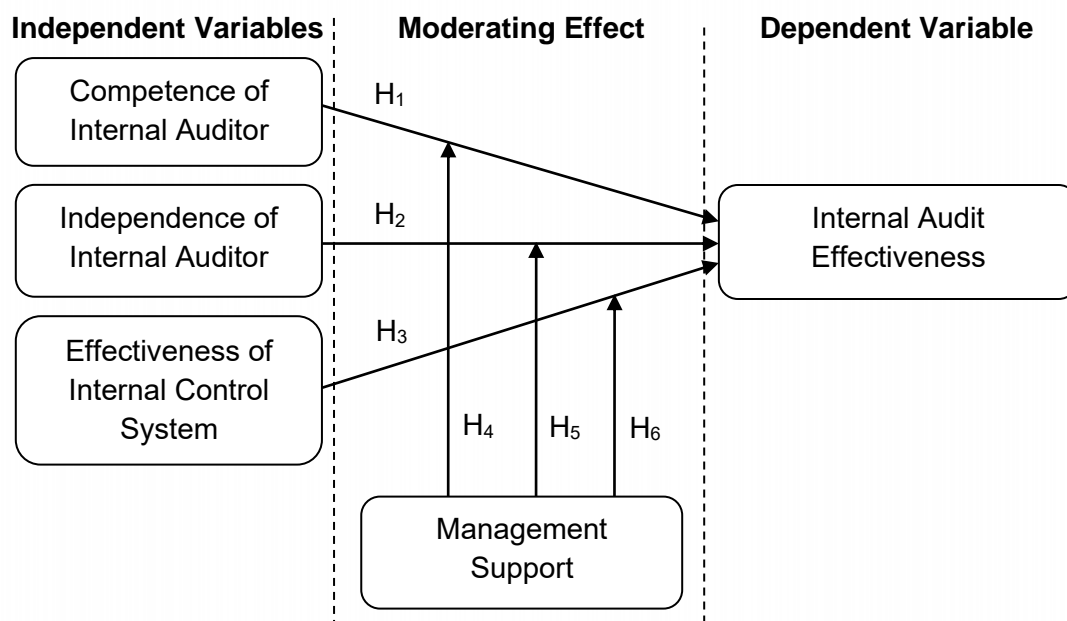 Independent Variables
Moderating Effect
Dependent Variable
Competence of
Internal Auditor
H₁
Independence of
Internal Auditor
H₂
Internal Audit
Effectiveness
Effectiveness of
Internal Control
System
H₃
H₄
H₅
H₆
Management
Support